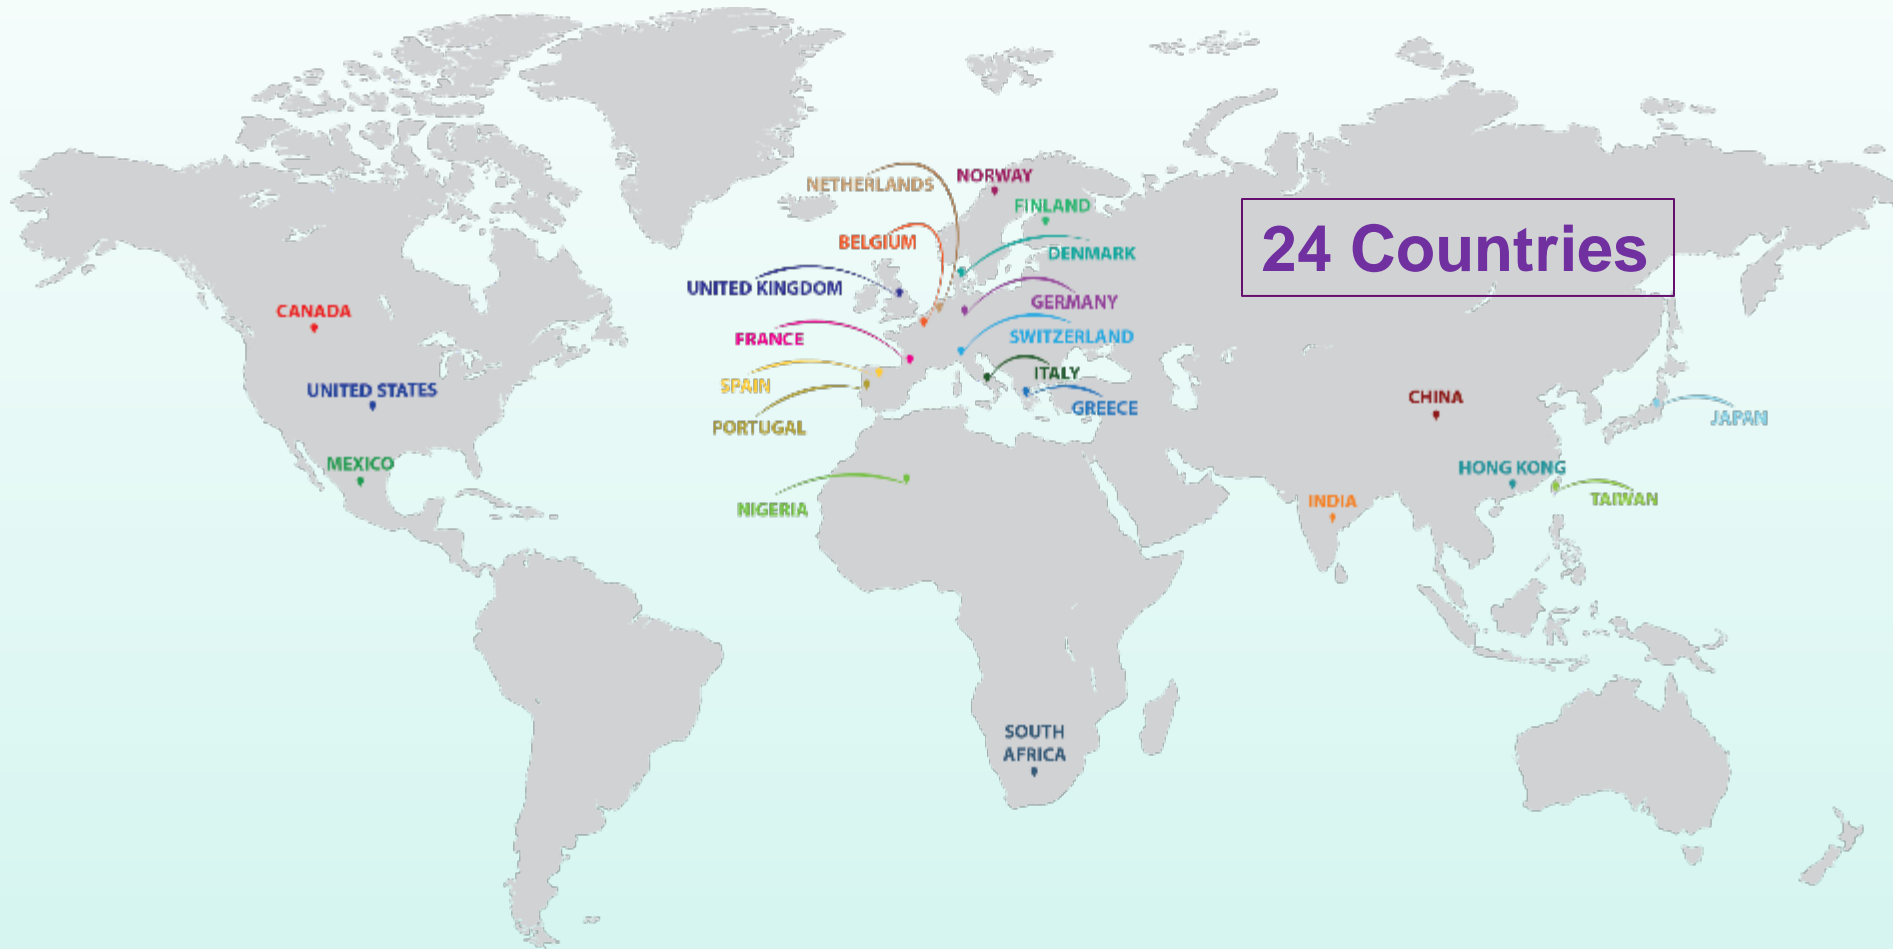 NETHERLANDS
NORWAY
FINLAND
BELGIUM
DENMARK
24 Countries
UNITED KINGDOM
GERMANY
CANADA
FRANCE
SWITZERLAND
ITALY
SPAIN
UNITED STATES
CHINA
GREECE
JAPAN
PORTUGAL
MEXICO
HONG KONG
NIGERIA
INDIA
TAIWAN
SOUTH
AFRICA